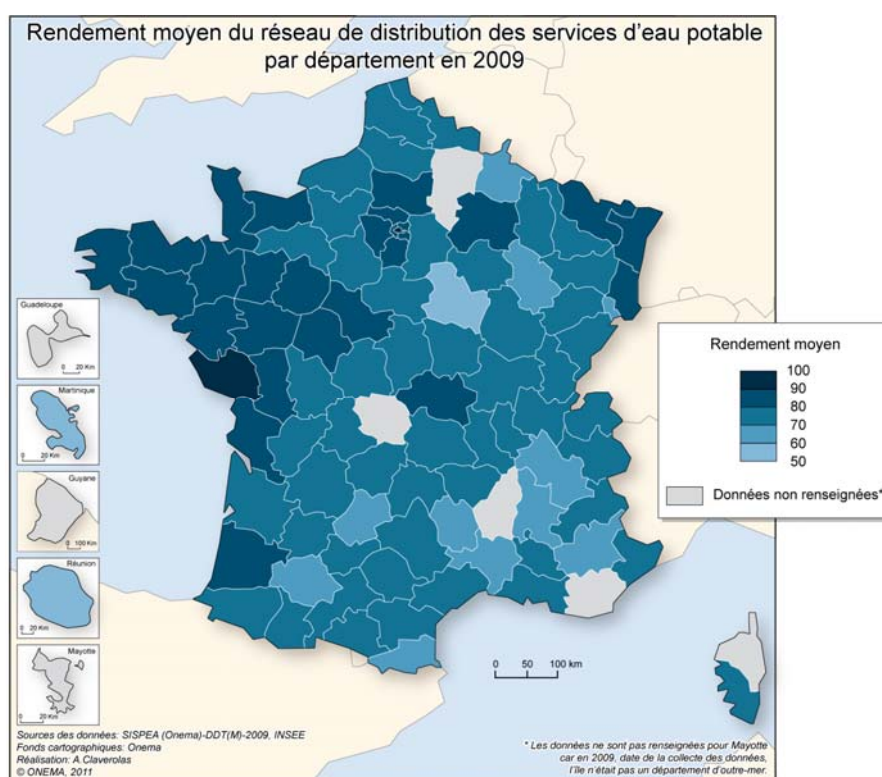 Rendement moyen du réseau de distribution des services d'eau potable
par département en 2009
Guadeloupe
0 20 Km
Martinique
0 20 Km
Guyane
0 100 Km
Réunion
0 20 Km
Mayotte
0 20 Km
Rendement moyen
100
90
80
70
60
50
Données non renseignées*
0 50 100 km
Sources des données: SISPEA (Onema)-DDT(M)-2009, INSEE
Fonds cartographiques: Onema
Réalisation: A.Claverolas
© ONEMA, 2011
* Les données ne sont pas renseignées pour Mayotte
car en 2009, date de la collecte des données,
l'île n'était pas un département d'outre-mer.